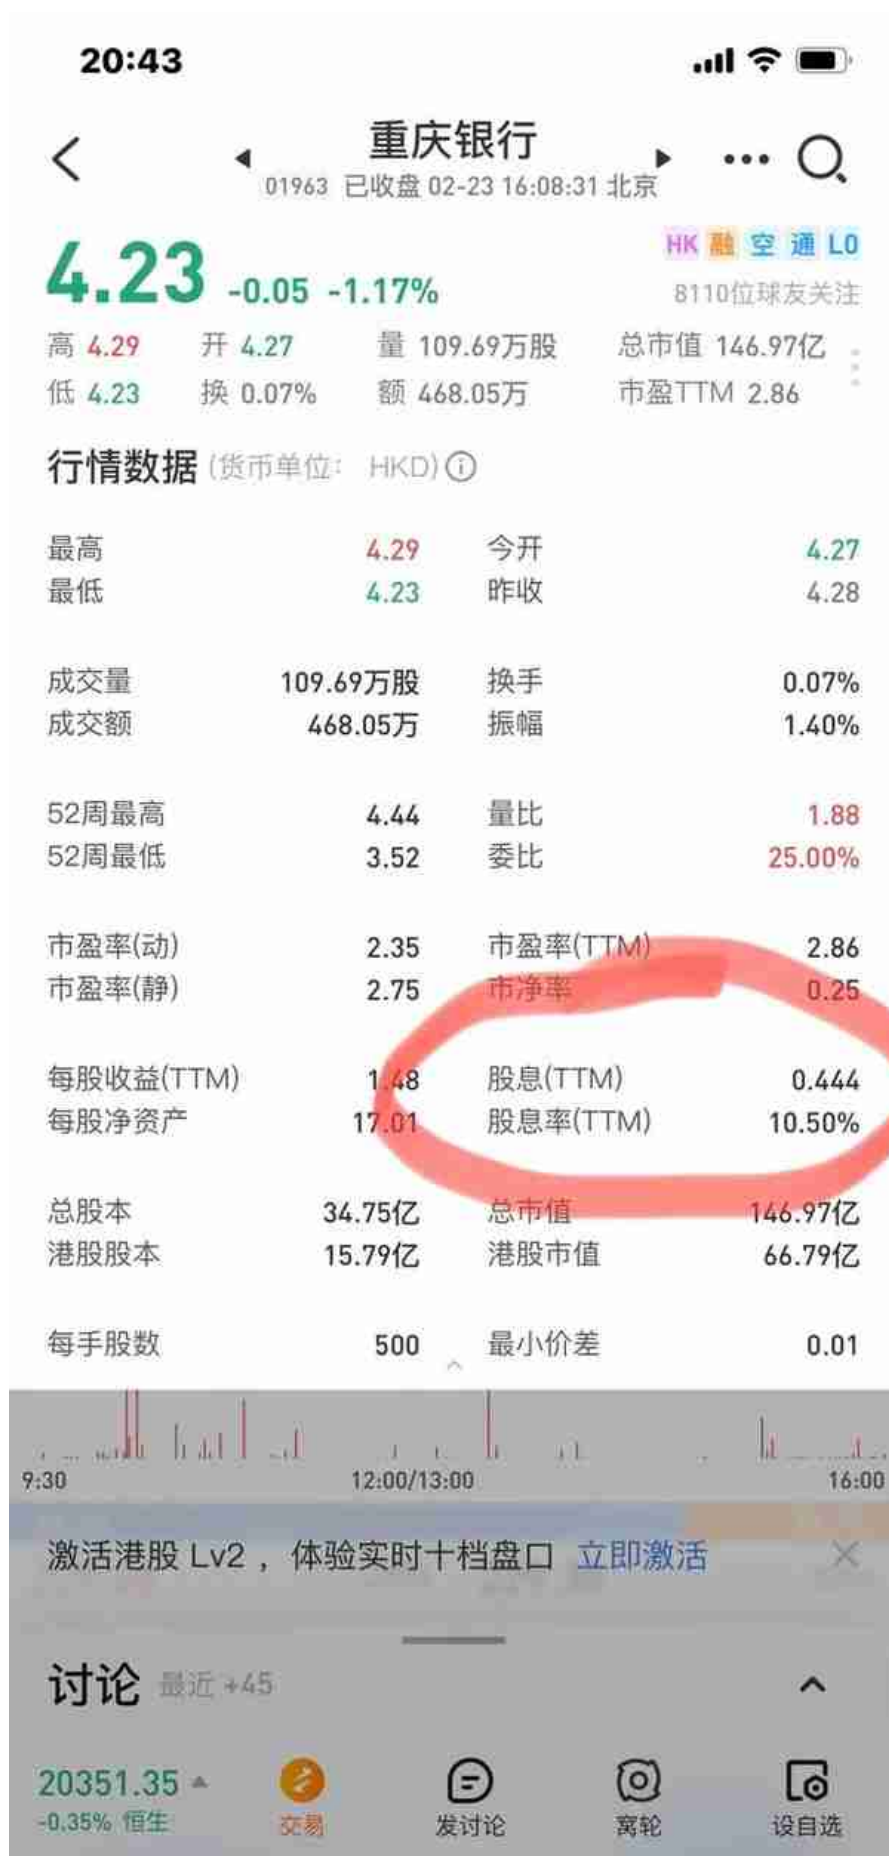 20:43
重庆银行
01963 已收盘 02-23 16:08:31 北京
4.23 -0.05 -1.17%
HK 融 空 通 L0
8110位球友关注
高 4.29 开 4.27 量 109.69万股 总市值 146.97亿
低 4.23 换 0.07% 额 468.05万 市盈TTM 2.86
行情数据 (货币单位: HKD)
最高 4.29 今开 4.27
最低 4.23 昨收 4.28
成交量 109.69万股 换手 0.07%
成交额 468.05万 振幅 1.40%
52周最高 4.44 量比 1.88
52周最低 3.52 委比 25.00%
市盈率(动) 2.35 市盈率(TTM) 2.86
市盈率(静) 2.75 市净率 0.25
每股收益(TTM) 1.48 股息(TTM) 0.444
每股净资产 17.01 股息率(TTM) 10.50%
总股本 34.75亿 总市值 146.97亿
港股股本 15.79亿 港股市值 66.79亿
每手股数 500 最小价差 0.01
9:30 12:00/13:00 16:00
激活港股 Lv2 ，体验实时十档盘口 立即激活
讨论 最近 +45
20351.35
-0.35% 恒生
交易 发讨论 窝轮 设自选